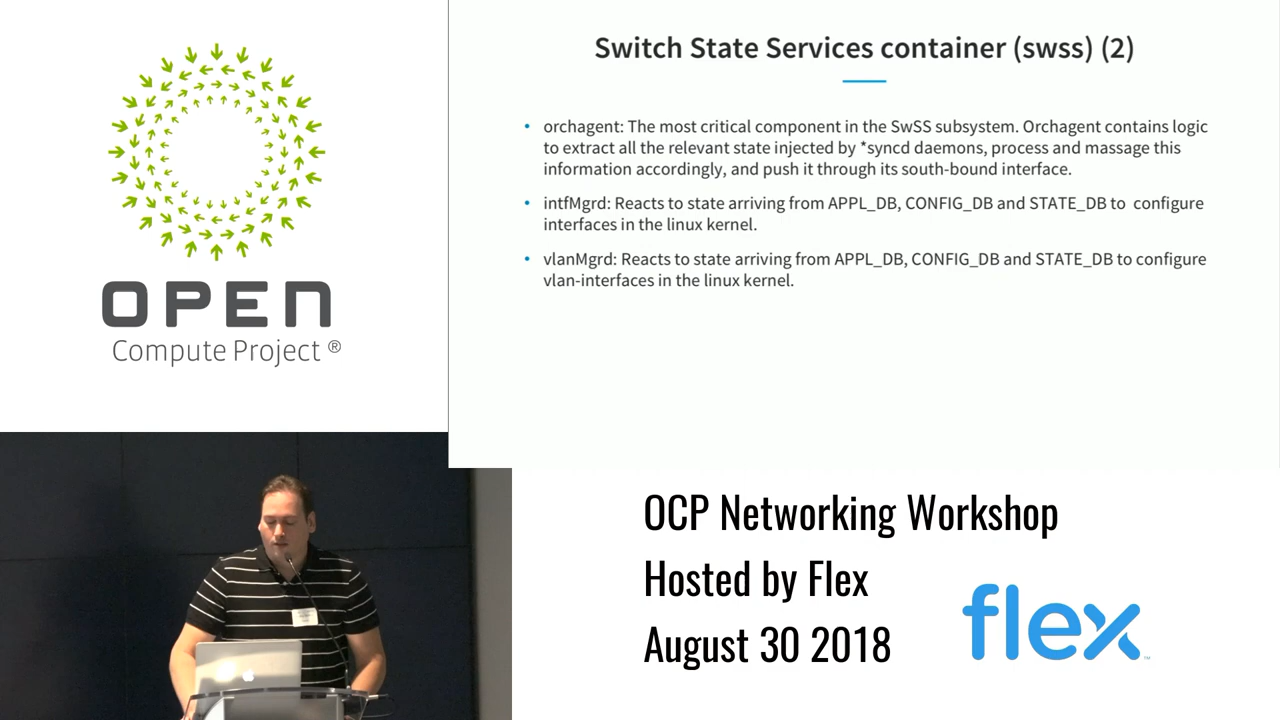 OPEN
Compute Project ®
Switch State Services container (swss) (2)
• orchagent: The most critical component in the SwSS subsystem. Orchagent contains logic
to extract all the relevant state injected by *syncd daemons, process and massage this
information accordingly, and push it through its south-bound interface.
• intfMgrd: Reacts to state arriving from APPL_DB, CONFIG_DB and STATE_DB to configure
interfaces in the linux kernel.
• vlanMgrd: Reacts to state arriving from APPL_DB, CONFIG_DB and STATE_DB to configure
vlan-interfaces in the linux kernel.
OCP Networking Workshop
Hosted by Flex
August 30 2018
flex